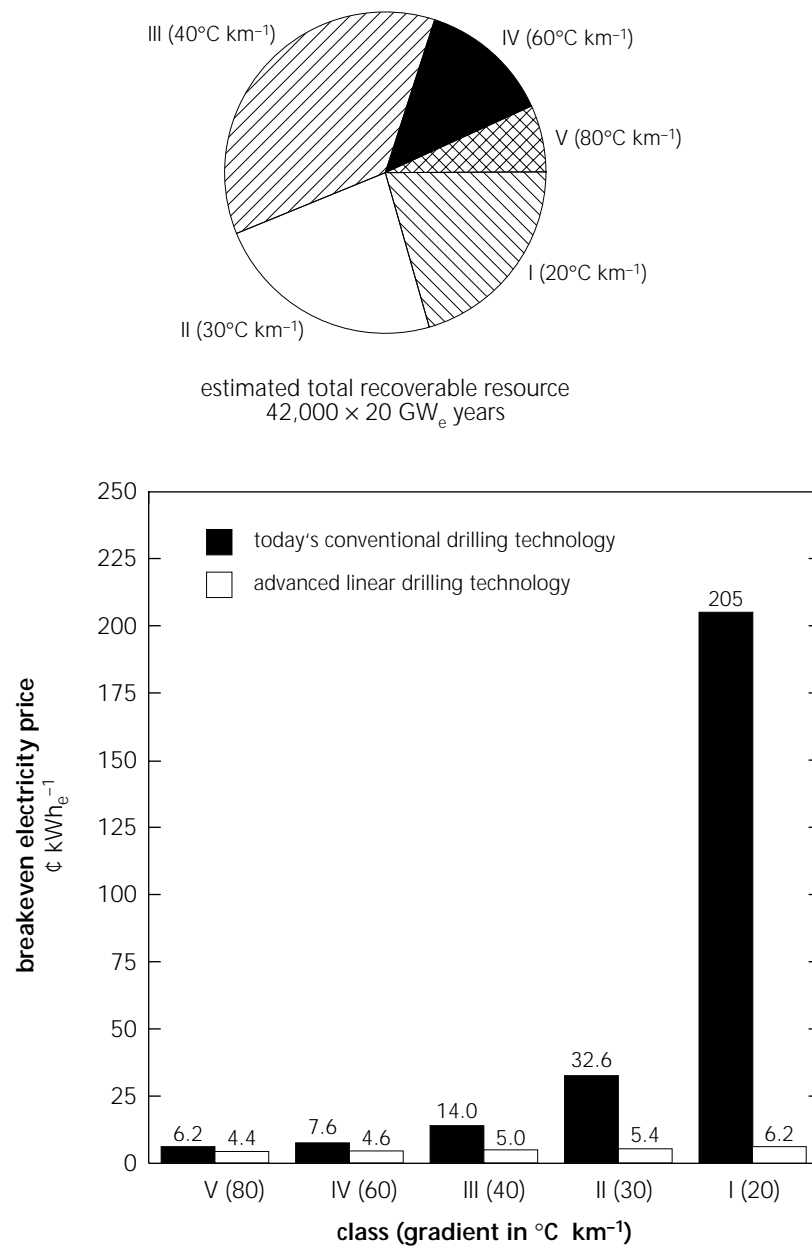 III (40°C km⁻¹)
IV (60°C km⁻¹)
V (80°C km⁻¹)
I (20°C km⁻¹)
II (30°C km⁻¹)
estimated total recoverable resource
42,000 × 20 GWₑ years
250
225
200
175
150
125
100
75
50
25
0
breakeven electricity price
¢ kWhₑ⁻¹
today's conventional drilling technology
advanced linear drilling technology
6.2
4.4
7.6
4.6
14.0
5.0
32.6
5.4
205
6.2
V (80)
IV (60)
III (40)
II (30)
I (20)
class (gradient in °C km⁻¹)